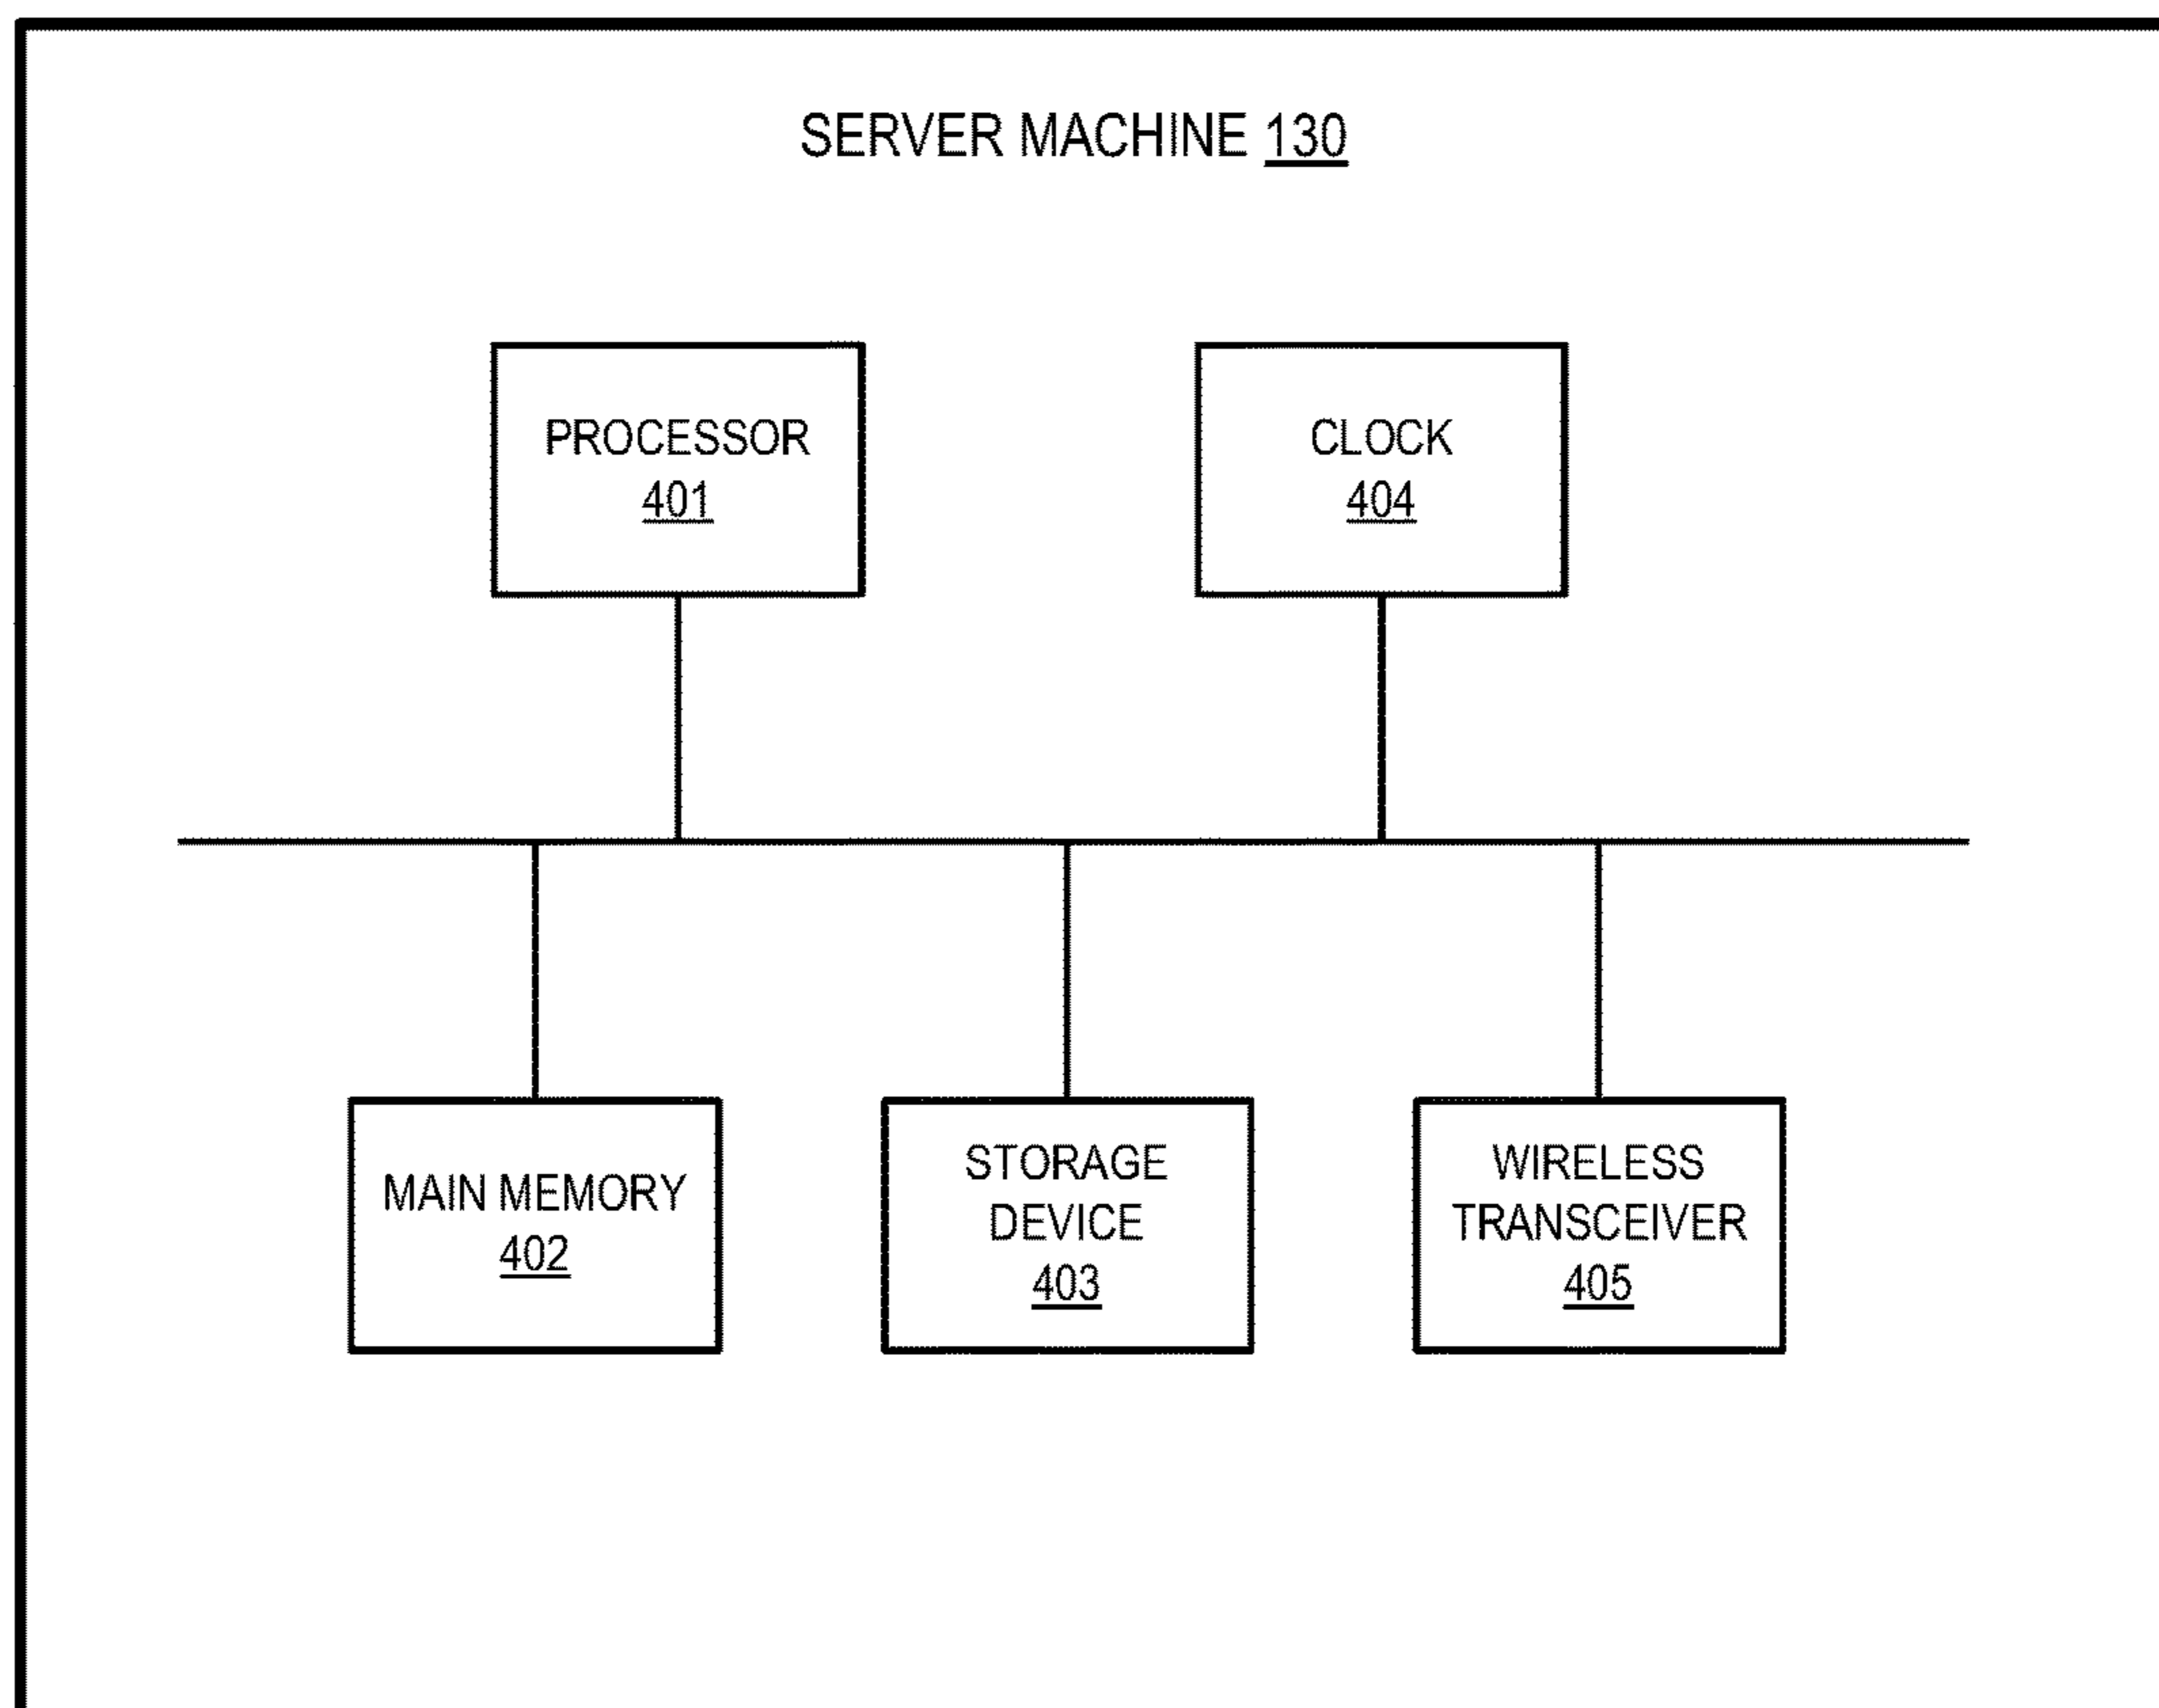 SERVER MACHINE 130
PROCESSOR
401
CLOCK
404
MAIN MEMORY
402
STORAGE
DEVICE
403
WIRELESS
TRANSCEIVER
405